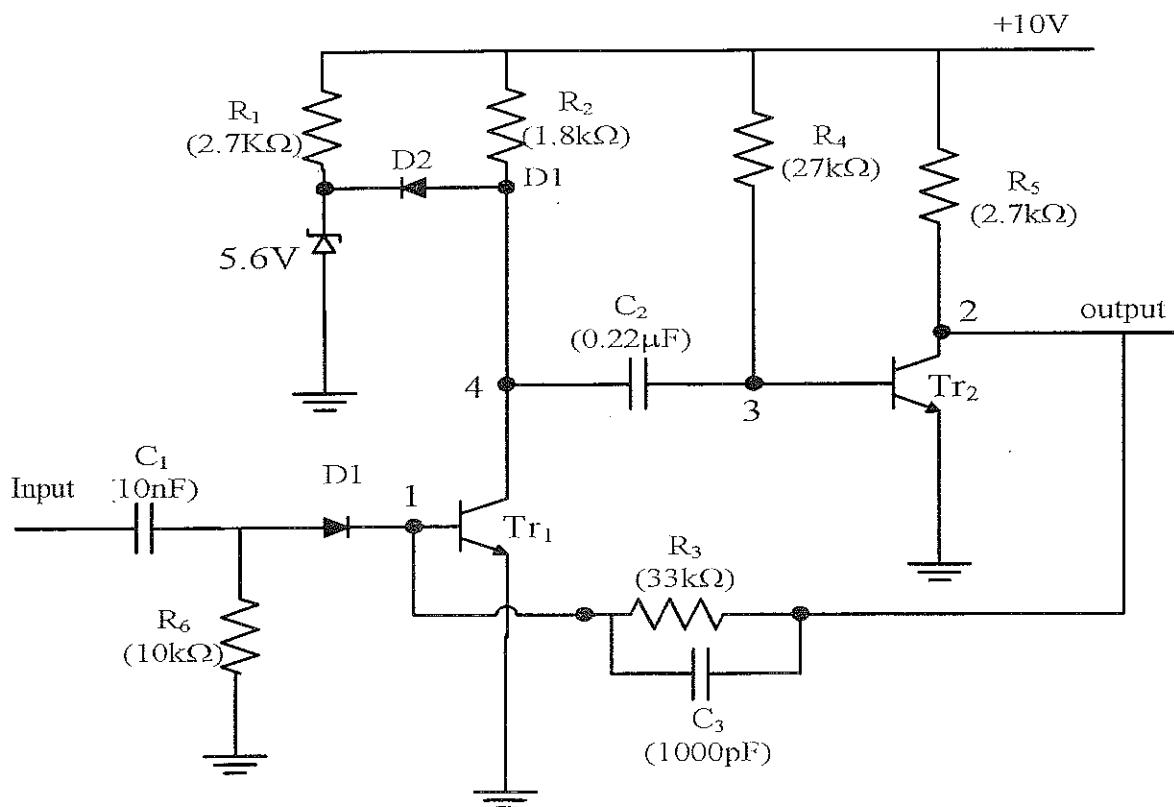 +10V
R₁
(2.7KΩ)
R₂
(1.8kΩ)
D2
D1
R₄
(27kΩ)
R₅
(2.7kΩ)
5.6V
C₂
(0.22μF)
2
output
4
3
Tr₂
Input
C₁
(10nF)
D1
1
Tr₁
R₃
(33kΩ)
R₆
(10kΩ)
C₃
(1000pF)